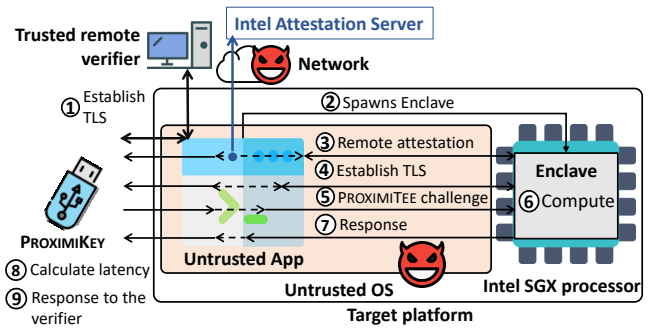 Intel Attestation Server
Trusted remote
verifier
Network
① Establish
TLS
② Spawns Enclave
③ Remote attestation
④ Establish TLS
⑤ PROXIMITEE challenge
⑦ Response
Enclave
⑥ Compute
PROXIMIKEY
Untrusted App
⑧ Calculate latency
⑨ Response to the
verifier
Untrusted OS
Intel SGX processor
Target platform